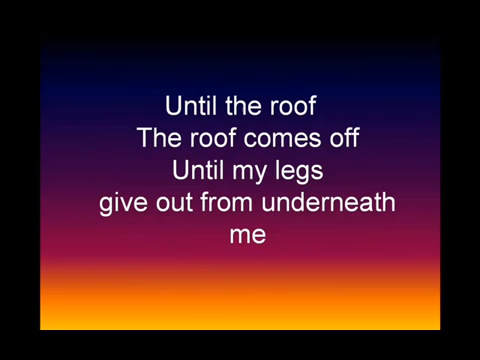 Until the roof
The roof comes off
Until my legs
give out from underneath
me